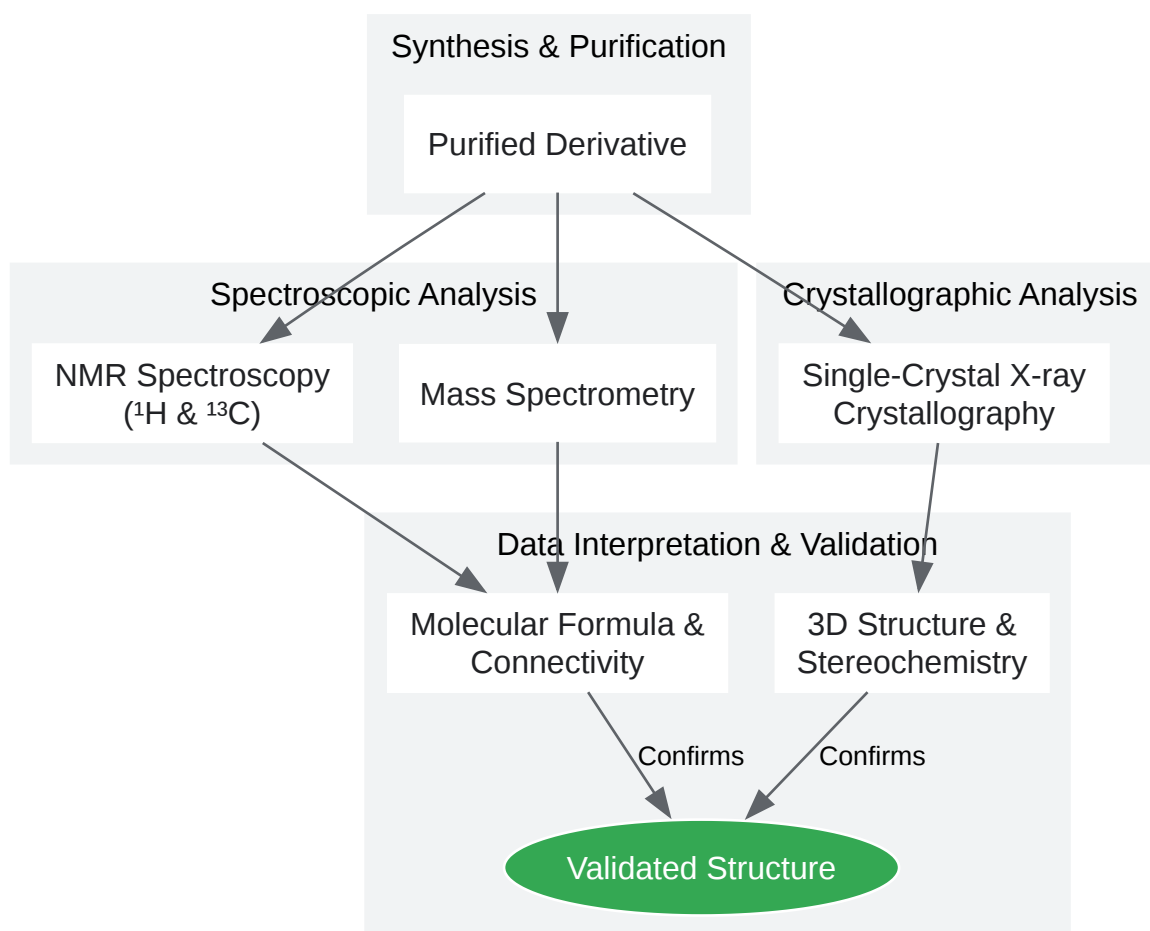 Synthesis & Purification
Purified Derivative
Spectroscopic Analysis
Crystallographic Analysis
NMR Spectroscopy
(¹H & ¹³C)
Mass Spectrometry
Single-Crystal X-ray
Crystallography
Data Interpretation & Validation
Molecular Formula &
Connectivity
3D Structure &
Stereochemistry
Confirms
Confirms
Validated Structure